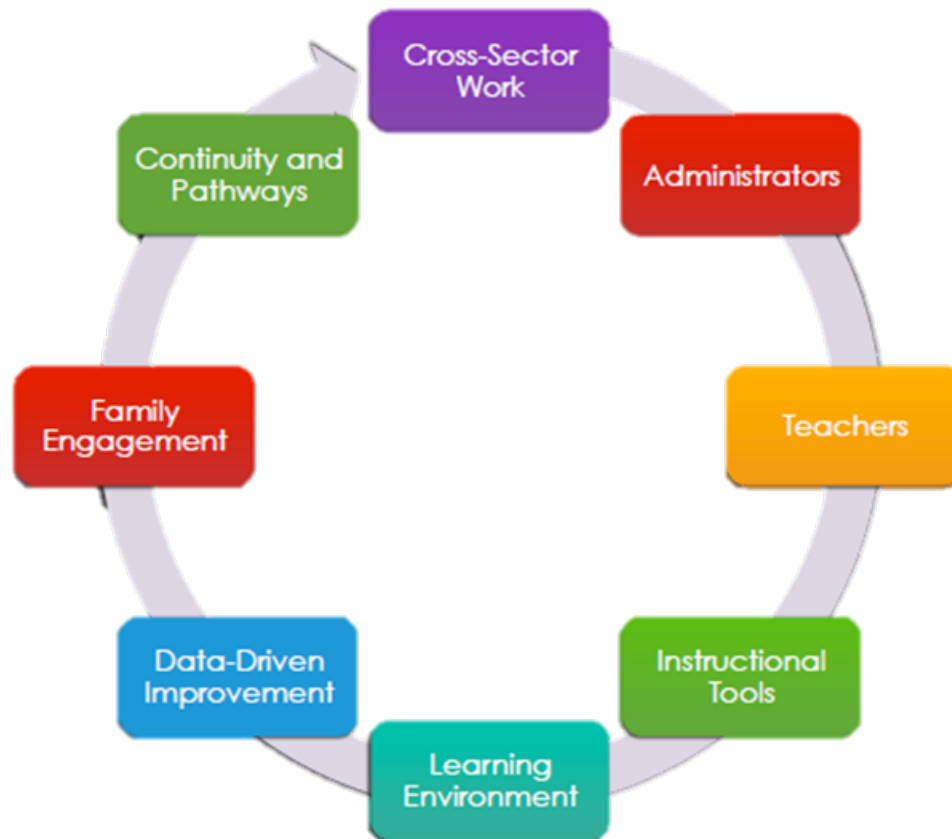 Cross-Sector
Work
Administrators
Teachers
Instructional
Tools
Learning
Environment
Data-Driven
Improvement
Family
Engagement
Continuity and
Pathways